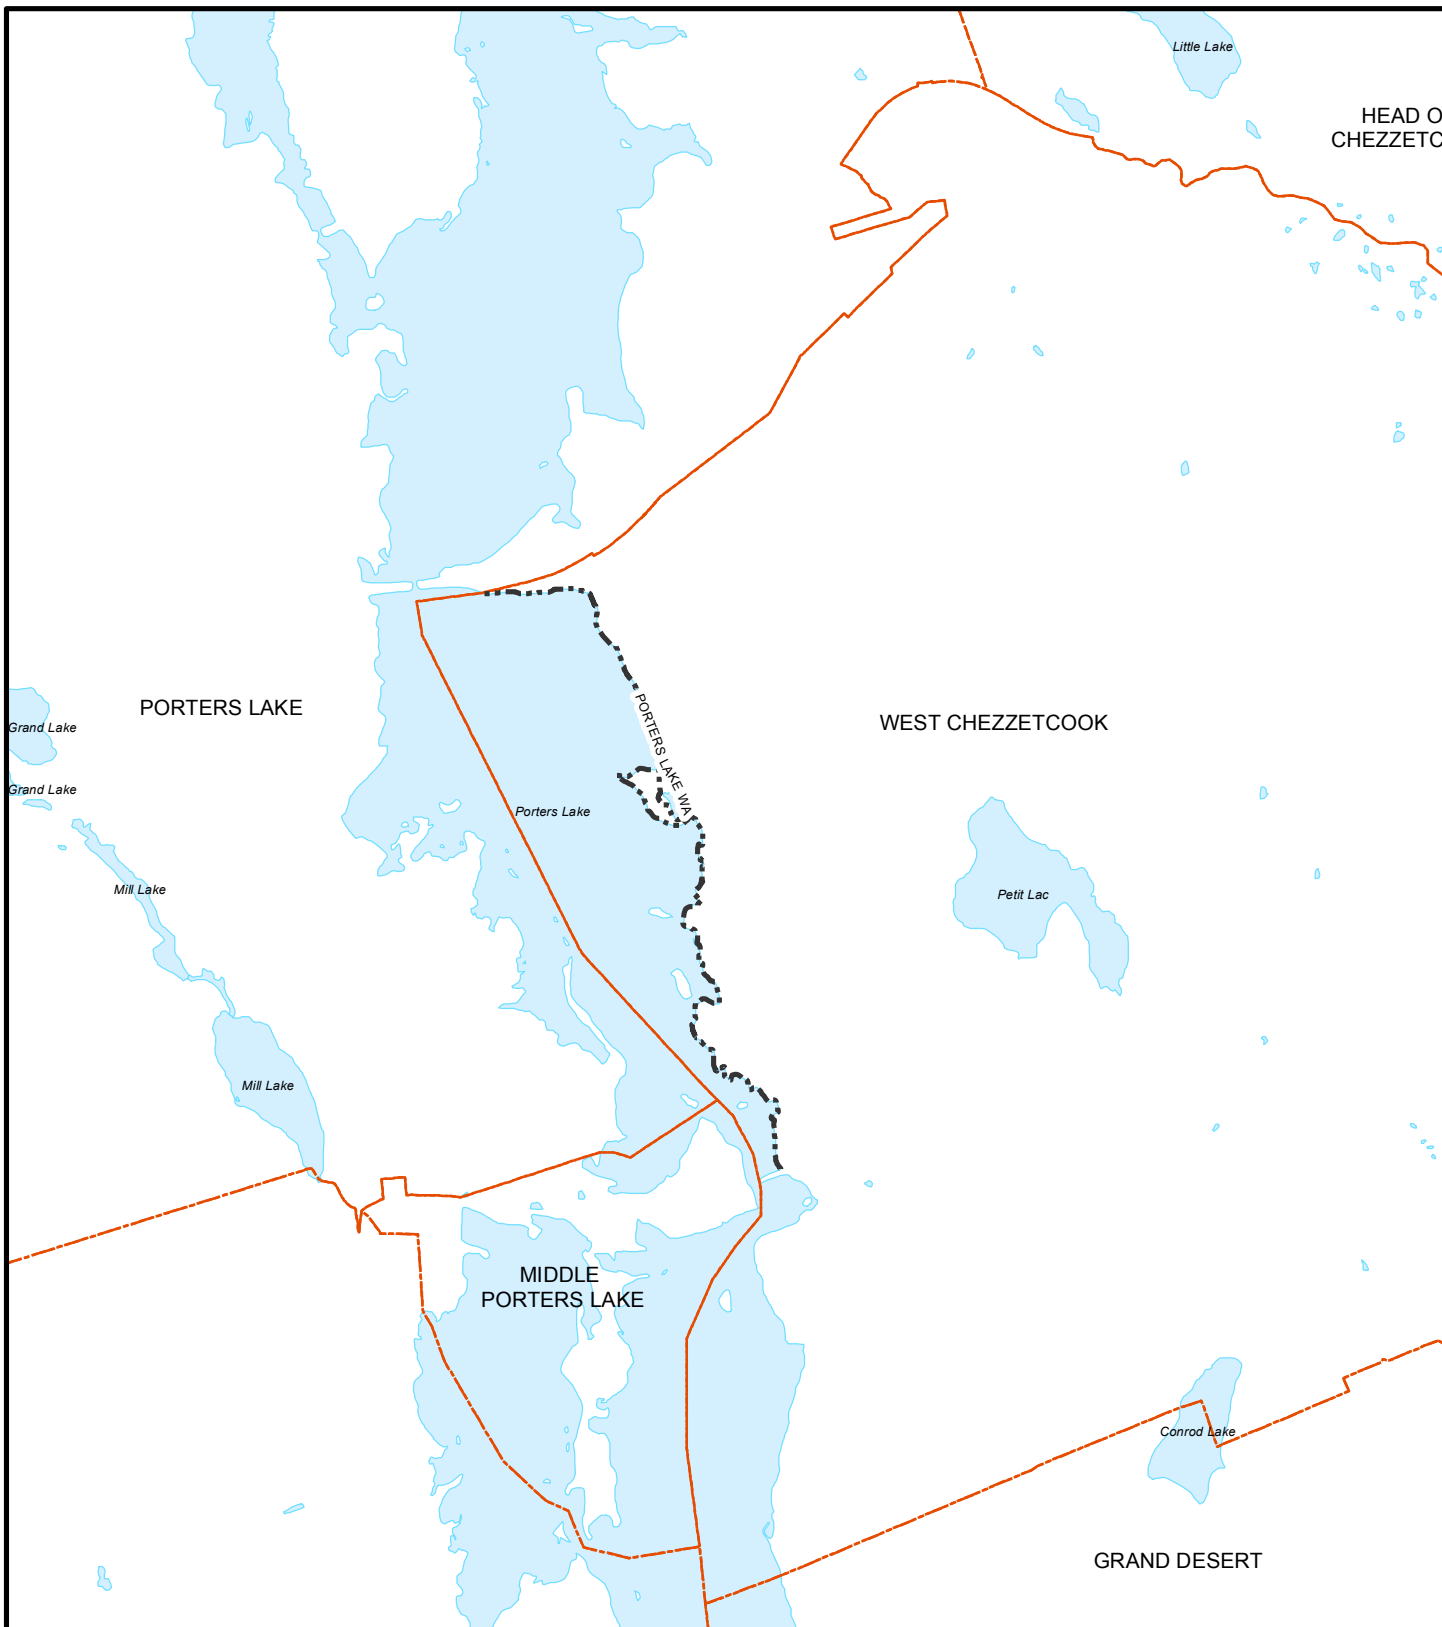 Little Lake
HEAD O
CHEZZETC
PORTERS LAKE
Grand Lake
WEST CHEZZETCOOK
PORTERS LAKE WAY
Grand Lake
Porters Lake
Mill Lake
Petit Lac
Mill Lake
MIDDLE
PORTERS LAKE
Conrod Lake
GRAND DESERT